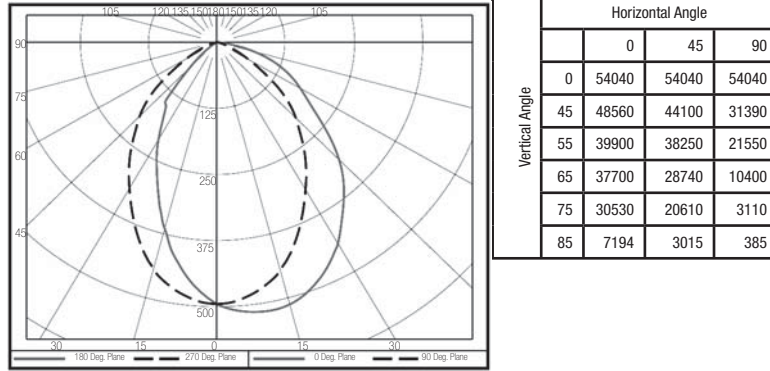 105 120 135 150 180 150 135 120 105
90
75
60
45
125
250
375
500
30 15 0 15 30
180 Deg. Plane 270 Deg. Plane 0 Deg. Plane 90 Deg. Plane
Horizontal Angle
0 45 90
Vertical Angle
0 54040 54040 54040
45 48560 44100 31390
55 39900 38250 21550
65 37700 28740 10400
75 30530 20610 3110
85 7194 3015 385